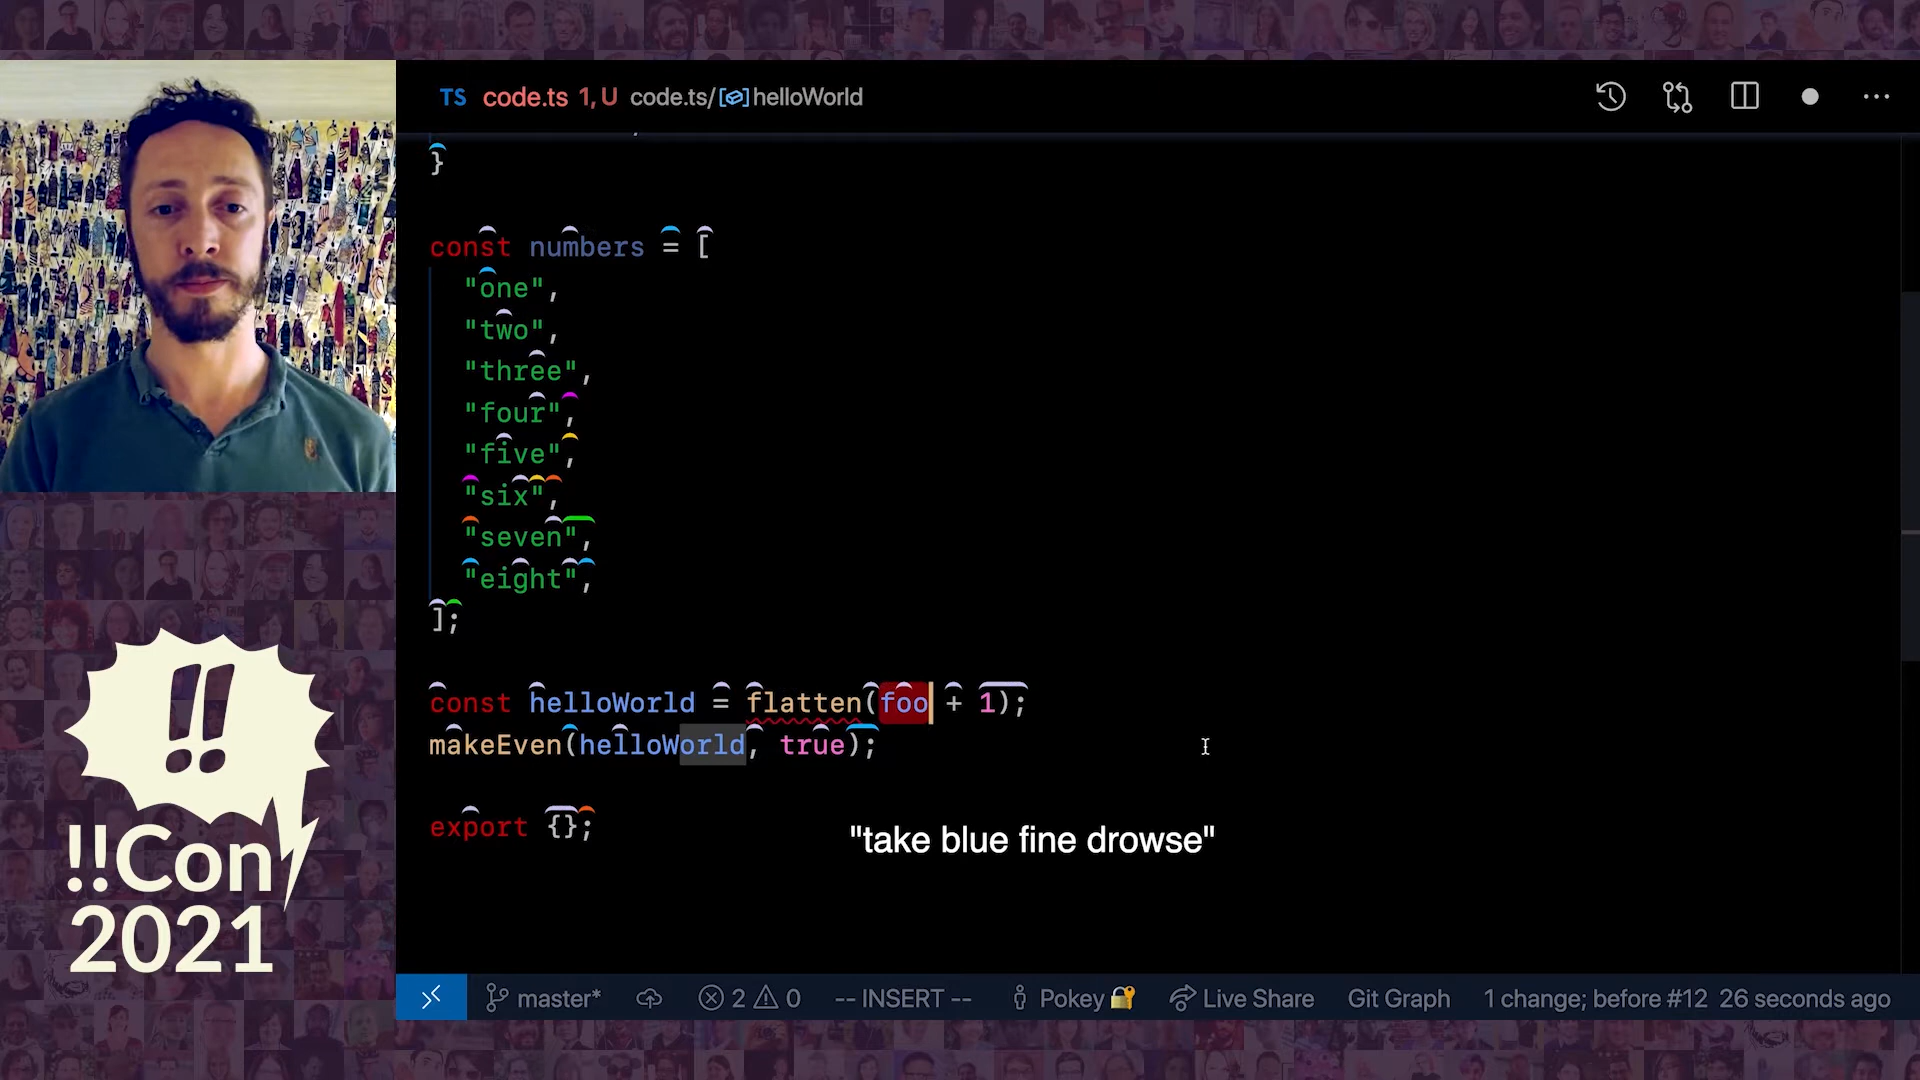 TS code.ts 1, U code.ts/helloWorld
}
const numbers = [
"one",
"two",
"three",
"four",
"five",
"six",
"seven",
"eight",
];
const helloWorld = flatten(foo + 1);
makeEven(helloWorld, true);
export {};
"take blue fine drowse"
!!
!!Con
2021
master* 2 0 -- INSERT -- Pokey Live Share Git Graph 1 change; before #12 26 seconds ago